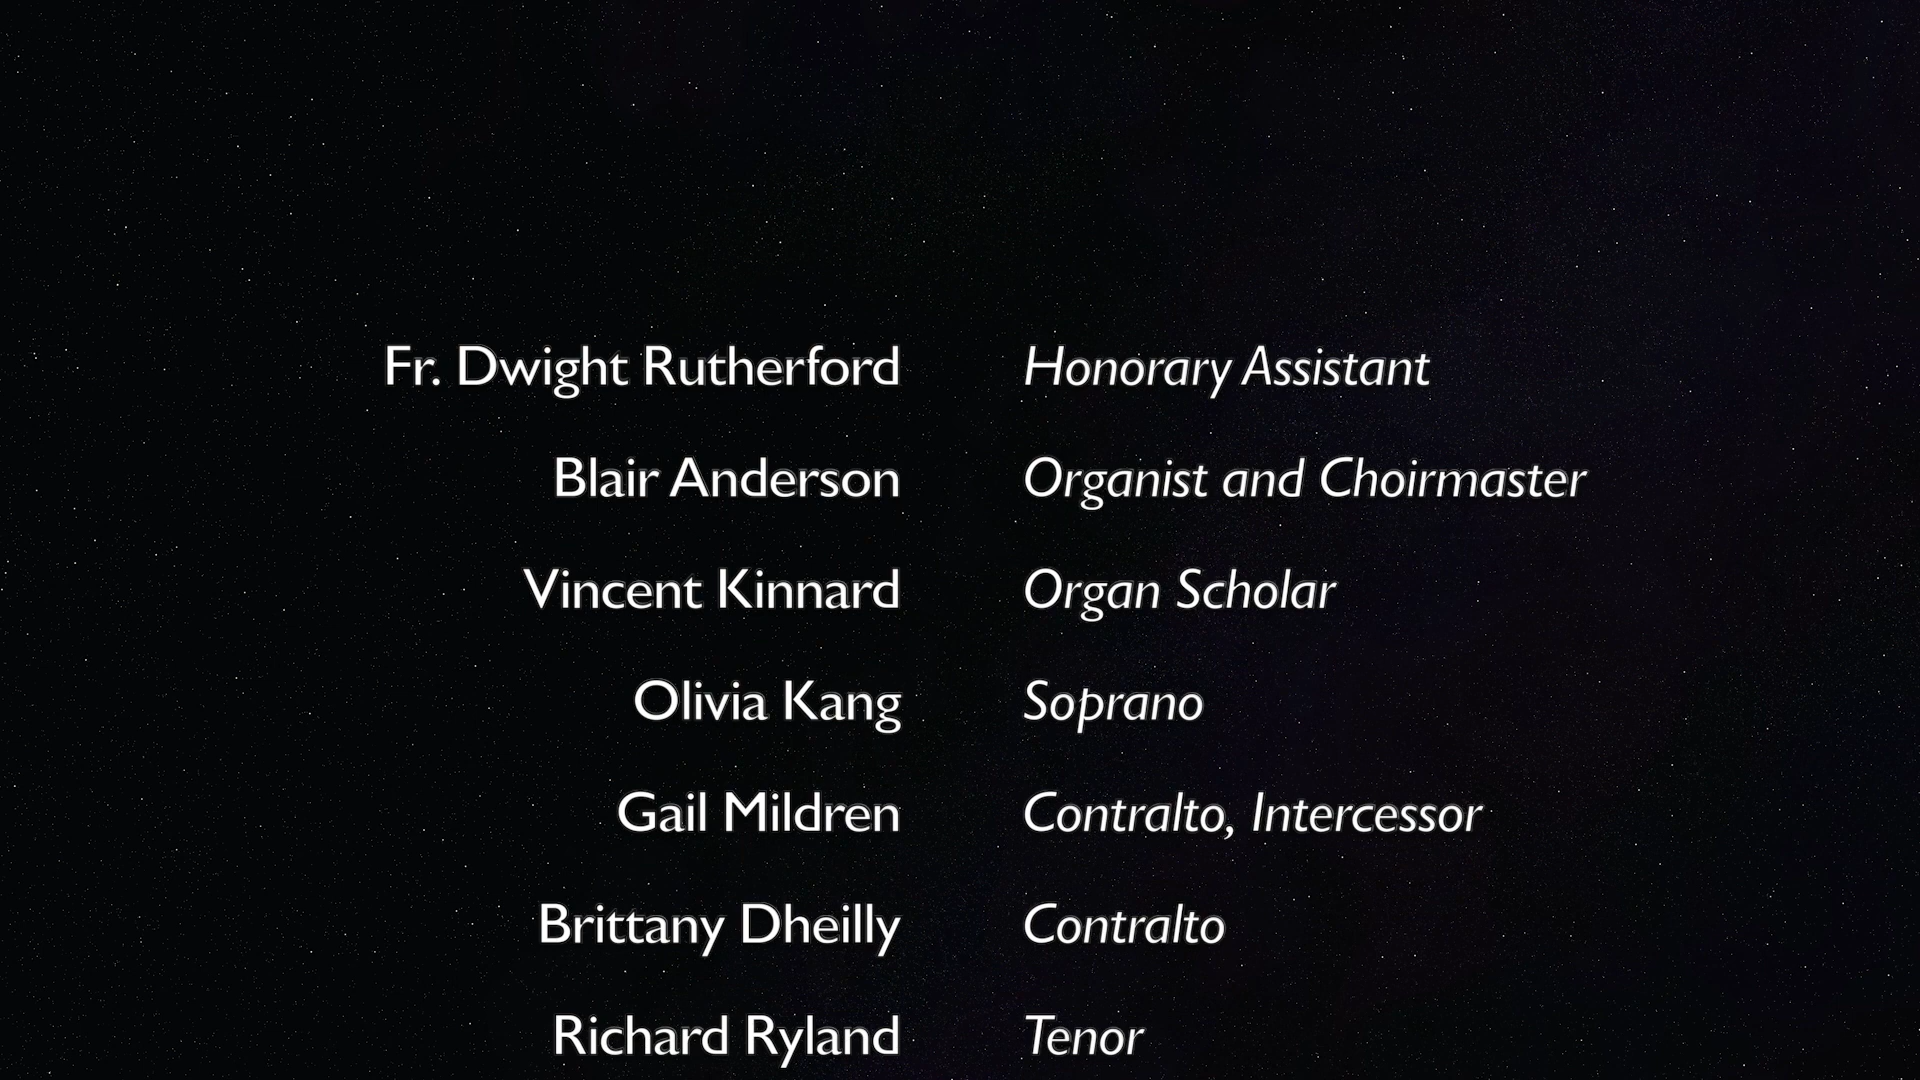 Fr. Dwight Rutherford Honorary Assistant
Blair Anderson Organist and Choirmaster
Vincent Kinnard Organ Scholar
Olivia Kang Soprano
Gail Mildren Contralto, Intercessor
Brittany Dheilly Contralto
Richard Ryland Tenor